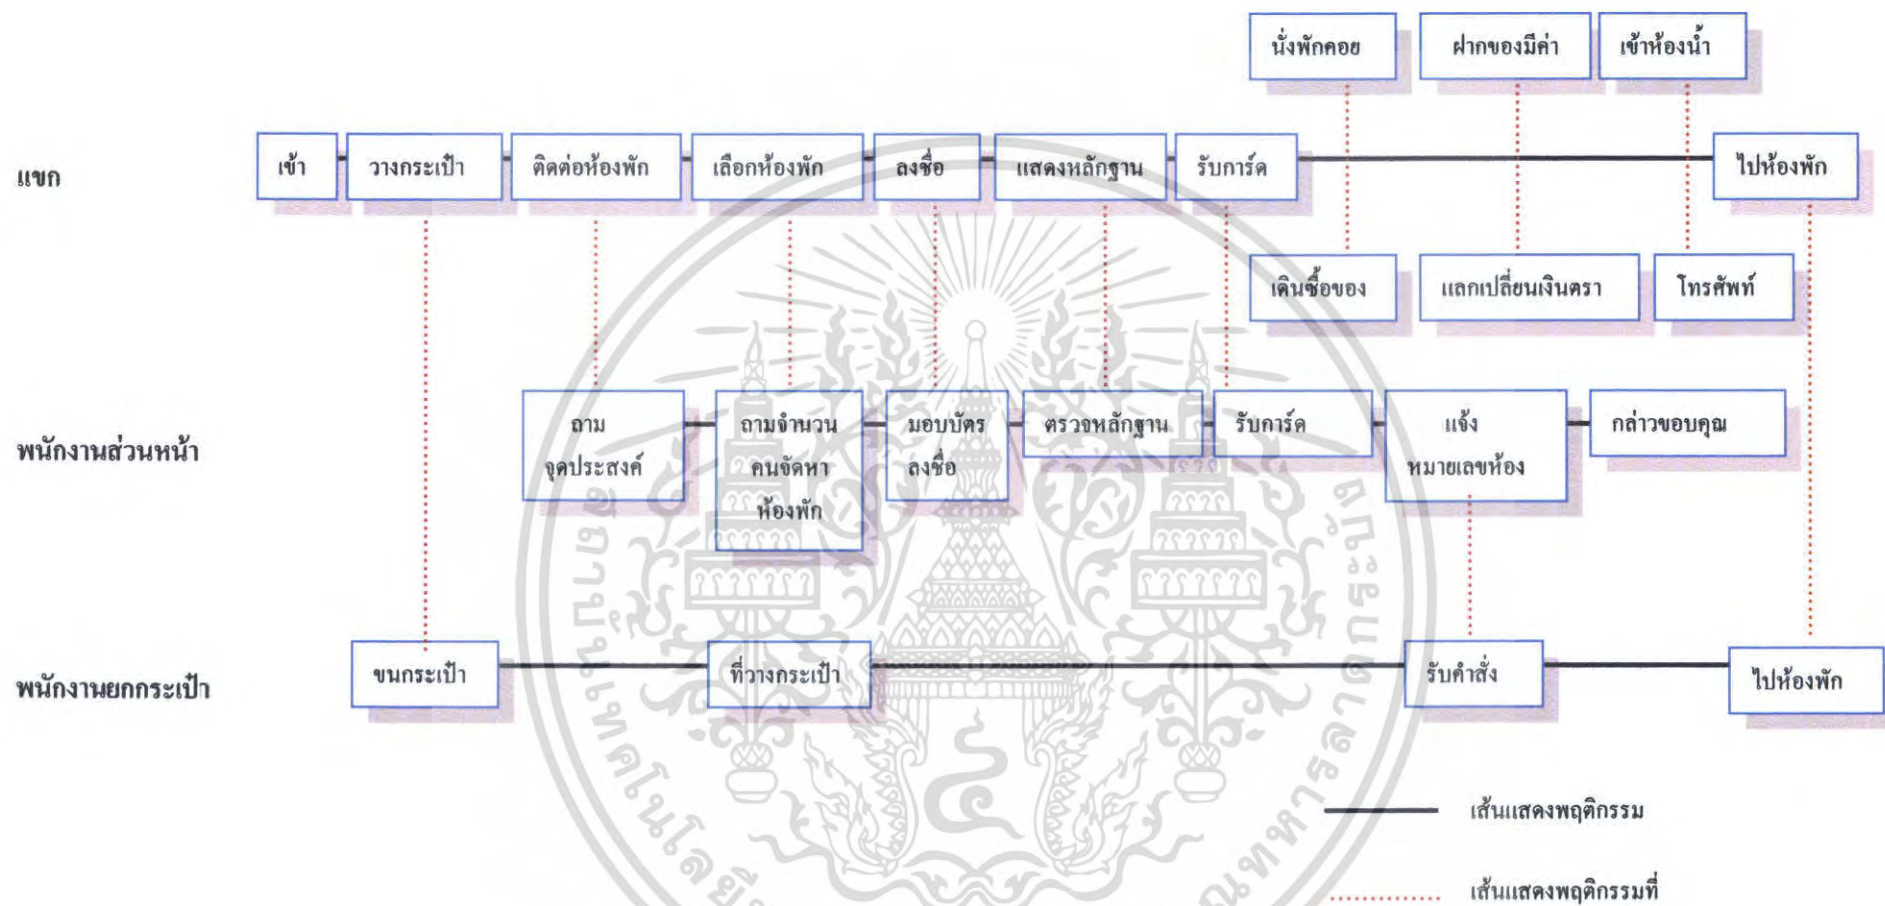 นั่งพักคอย
ฝากของมีค่า
เข้าห้องน้ำ
แขก
เข้า
วางกระเป๋า
ติดต่อห้องพัก
เลือกห้องพัก
ลงชื่อ
แสดงหลักฐาน
รับการ์ด
ไปห้องพัก
เดินซื้อของ
แลกเปลี่ยนเงินตรา
โทรศัพท์
พนักงานส่วนหน้า
ถาม
จุดประสงค์
ถามจำนวน
คนจัดหา
ห้องพัก
มอบบัตร
ลงชื่อ
ตรวจหลักฐาน
รับการ์ด
แจ้ง
หมายเลขห้อง
กล่าวขอบคุณ
พนักงานยกกระเป๋า
ขนกระเป๋า
ที่วางกระเป๋า
รับคำสั่ง
ไปห้องพัก
เส้นแสดงพฤติกรรม
เส้นแสดงพฤติกรรมที่